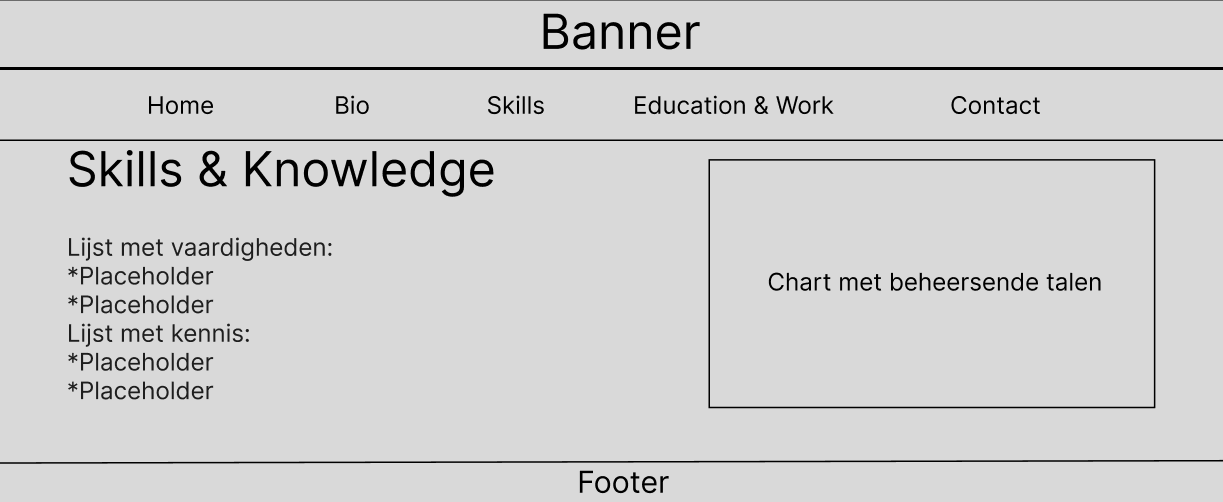 Banner
Home Bio Skills Education & Work Contact
Skills & Knowledge
Lijst met vaardigheden:
*Placeholder
*Placeholder
Lijst met kennis:
*Placeholder
*Placeholder
Chart met beheersende talen
Footer